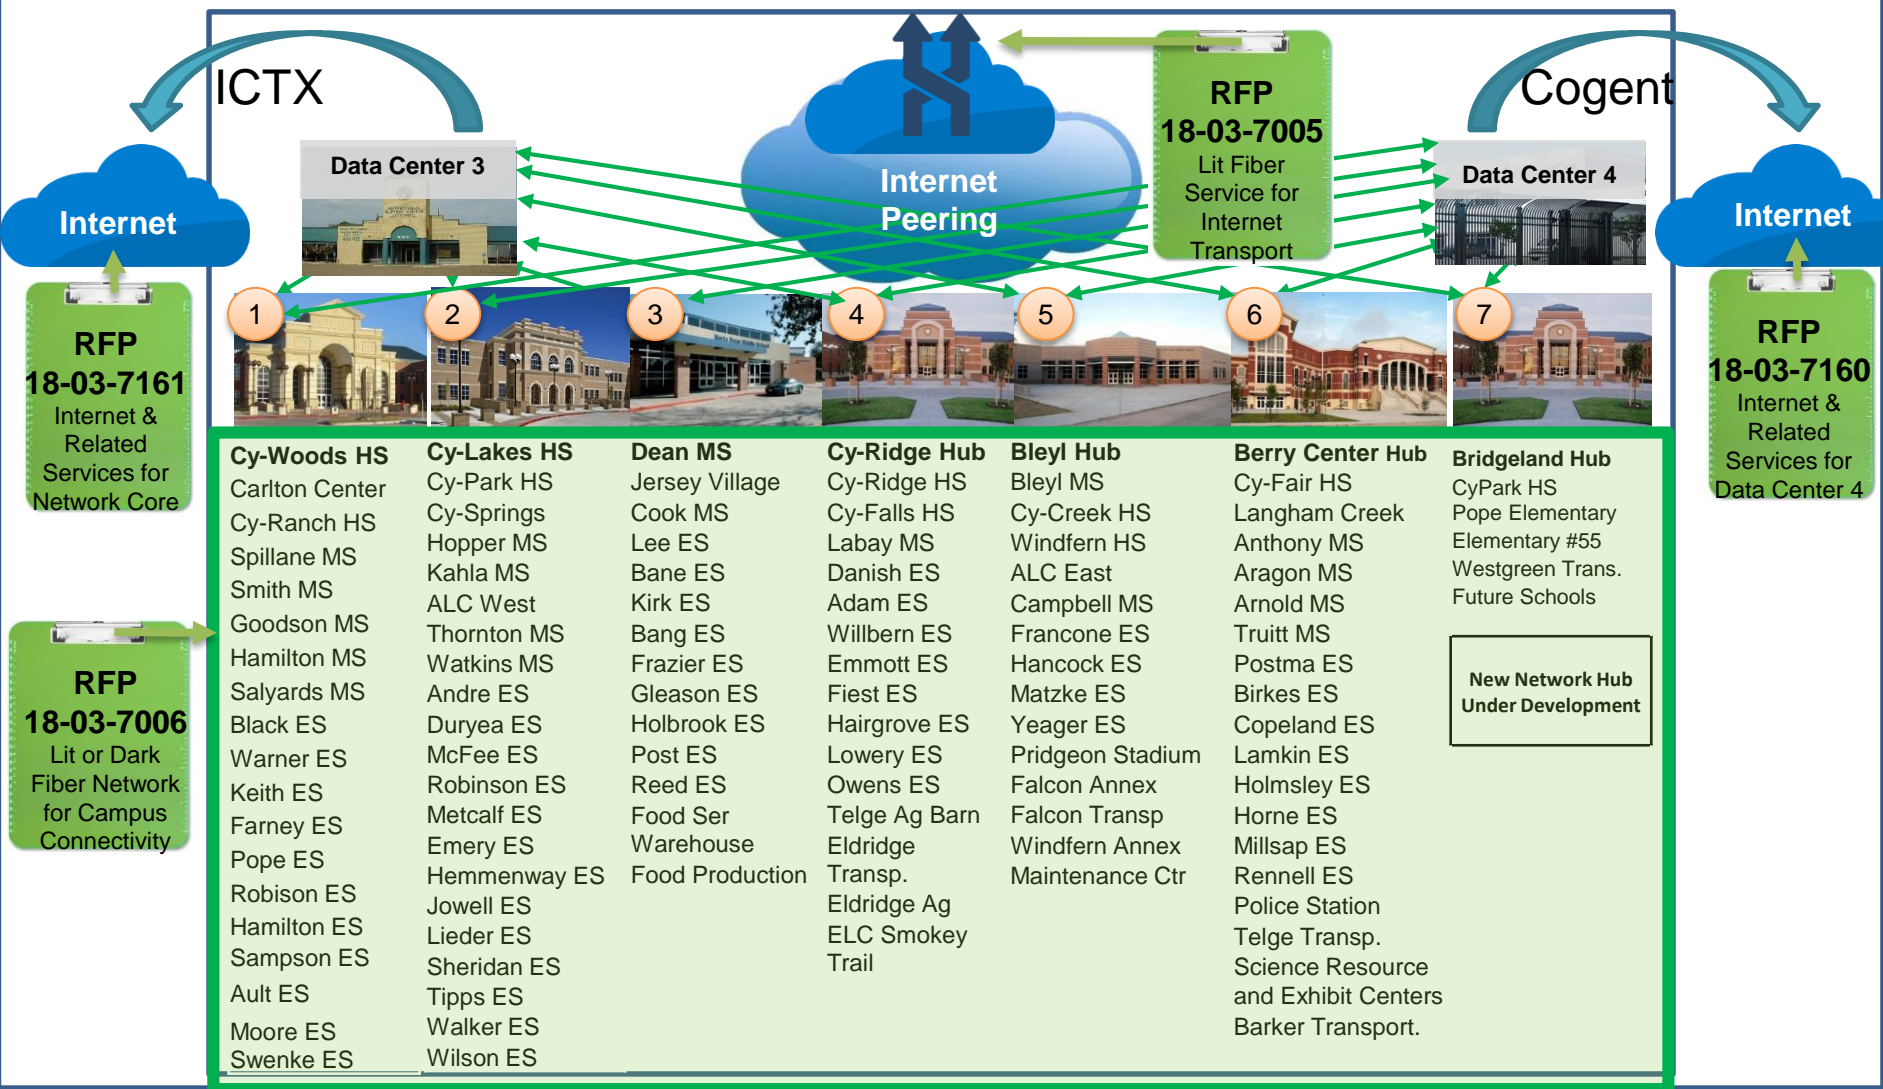 ICTX
Cogent
RFP
18-03-7005
Lit Fiber
Service for
Internet
Transport
Data Center 3
Data Center 4
Internet
Peering
Internet
Internet
RFP
18-03-7161
Internet &
Related
Services for
Network Core
RFP
18-03-7160
Internet &
Related
Services for
Data Center 4
RFP
18-03-7006
Lit or Dark
Fiber Network
for Campus
Connectivity
1
2
3
4
5
6
7
Cy-Woods HS
Carlton Center
Cy-Ranch HS
Spillane MS
Smith MS
Goodson MS
Hamilton MS
Salyards MS
Black ES
Warner ES
Keith ES
Farney ES
Pope ES
Robison ES
Hamilton ES
Sampson ES
Ault ES
Moore ES
Swenke ES
Cy-Lakes HS
Cy-Park HS
Cy-Springs
Hopper MS
Kahla MS
ALC West
Thornton MS
Watkins MS
Andre ES
Duryea ES
McFee ES
Robinson ES
Metcalf ES
Emery ES
Hemmenway ES
Jowell ES
Lieder ES
Sheridan ES
Tipps ES
Walker ES
Wilson ES
Dean MS
Jersey Village
Cook MS
Lee ES
Bane ES
Kirk ES
Bang ES
Frazier ES
Gleason ES
Holbrook ES
Post ES
Reed ES
Food Ser
Warehouse
Food Production
Cy-Ridge Hub
Cy-Ridge HS
Cy-Falls HS
Labay MS
Danish ES
Adam ES
Willbern ES
Emmott ES
Fiest ES
Hairgrove ES
Lowery ES
Owens ES
Telge Ag Barn
Eldridge
Transp.
Eldridge Ag
ELC Smokey
Trail
Bleyl Hub
Bleyl MS
Cy-Creek HS
Windfern HS
ALC East
Campbell MS
Francone ES
Hancock ES
Matzke ES
Yeager ES
Pridgeon Stadium
Falcon Annex
Falcon Transp
Windfern Annex
Maintenance Ctr
Berry Center Hub
Cy-Fair HS
Langham Creek
Anthony MS
Aragon MS
Arnold MS
Truitt MS
Postma ES
Birkes ES
Copeland ES
Lamkin ES
Holmsley ES
Horne ES
Millsap ES
Rennell ES
Police Station
Telge Transp.
Science Resource
and Exhibit Centers
Barker Transport.
Bridgeland Hub
CyPark HS
Pope Elementary
Elementary #55
Westgreen Trans.
Future Schools
New Network Hub
Under Development